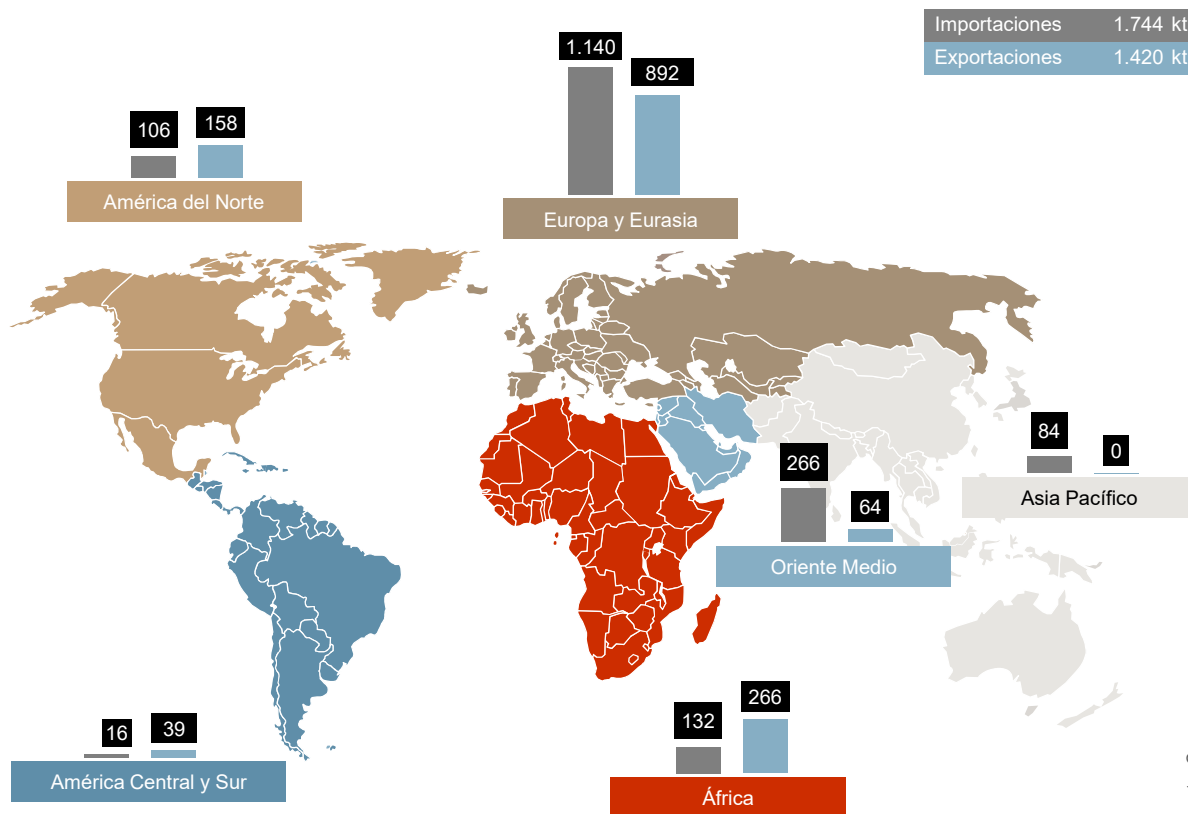 Importaciones 1.744 kt
Exportaciones 1.420 kt
1.140
892
Europa y Eurasia
106
158
América del Norte
84
0
Asia Pacífico
266
64
Oriente Medio
16
39
América Central y Sur
132
266
África